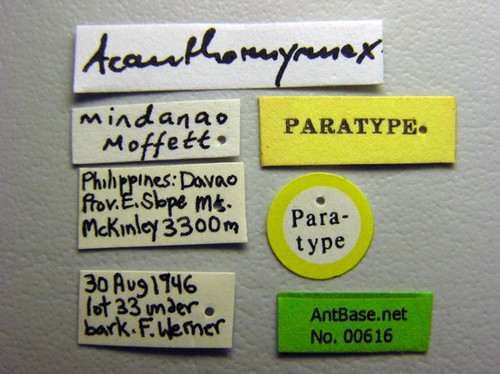 Acanthomyrmex
mindanao
Moffett
PARATYPE.
Philippines: Davao
Prov. E. Slope Mt.
McKinley 3300m
Para-
type
30 Aug 1946
lot 33 under
bark. F. Werner
AntBase.net
No. 00616